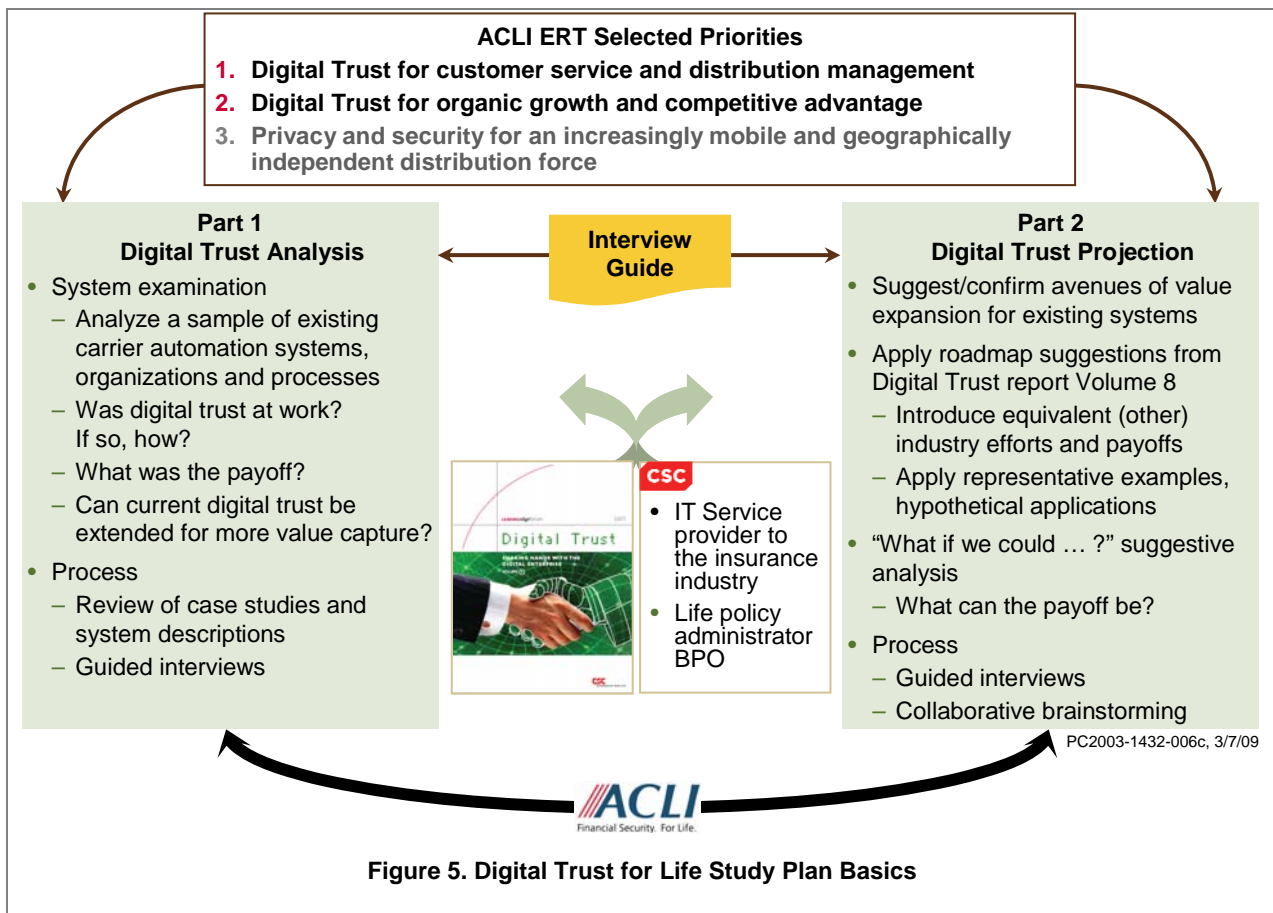 ACLI ERT Selected Priorities
1. Digital Trust for customer service and distribution management
2. Digital Trust for organic growth and competitive advantage
3. Privacy and security for an increasingly mobile and geographically
independent distribution force
Part 1
Digital Trust Analysis
• System examination
– Analyze a sample of existing
carrier automation systems,
organizations and processes
– Was digital trust at work?
If so, how?
– What was the payoff?
– Can current digital trust be
extended for more value capture?
• Process
– Review of case studies and
system descriptions
– Guided interviews
Interview
Guide
Digital Trust
SHAKING HANDS WITH THE
DIGITAL ENTERPRISE
CSC
CSC
• IT Service
provider to
the insurance
industry
• Life policy
administrator
BPO
Part 2
Digital Trust Projection
• Suggest/confirm avenues of value
expansion for existing systems
• Apply roadmap suggestions from
Digital Trust report Volume 8
– Introduce equivalent (other)
industry efforts and payoffs
– Apply representative examples,
hypothetical applications
• “What if we could … ?” suggestive
analysis
– What can the payoff be?
• Process
– Guided interviews
– Collaborative brainstorming
PC2003-1432-006c, 3/7/09
ACLI
Financial Security. For Life.
Figure 5. Digital Trust for Life Study Plan Basics